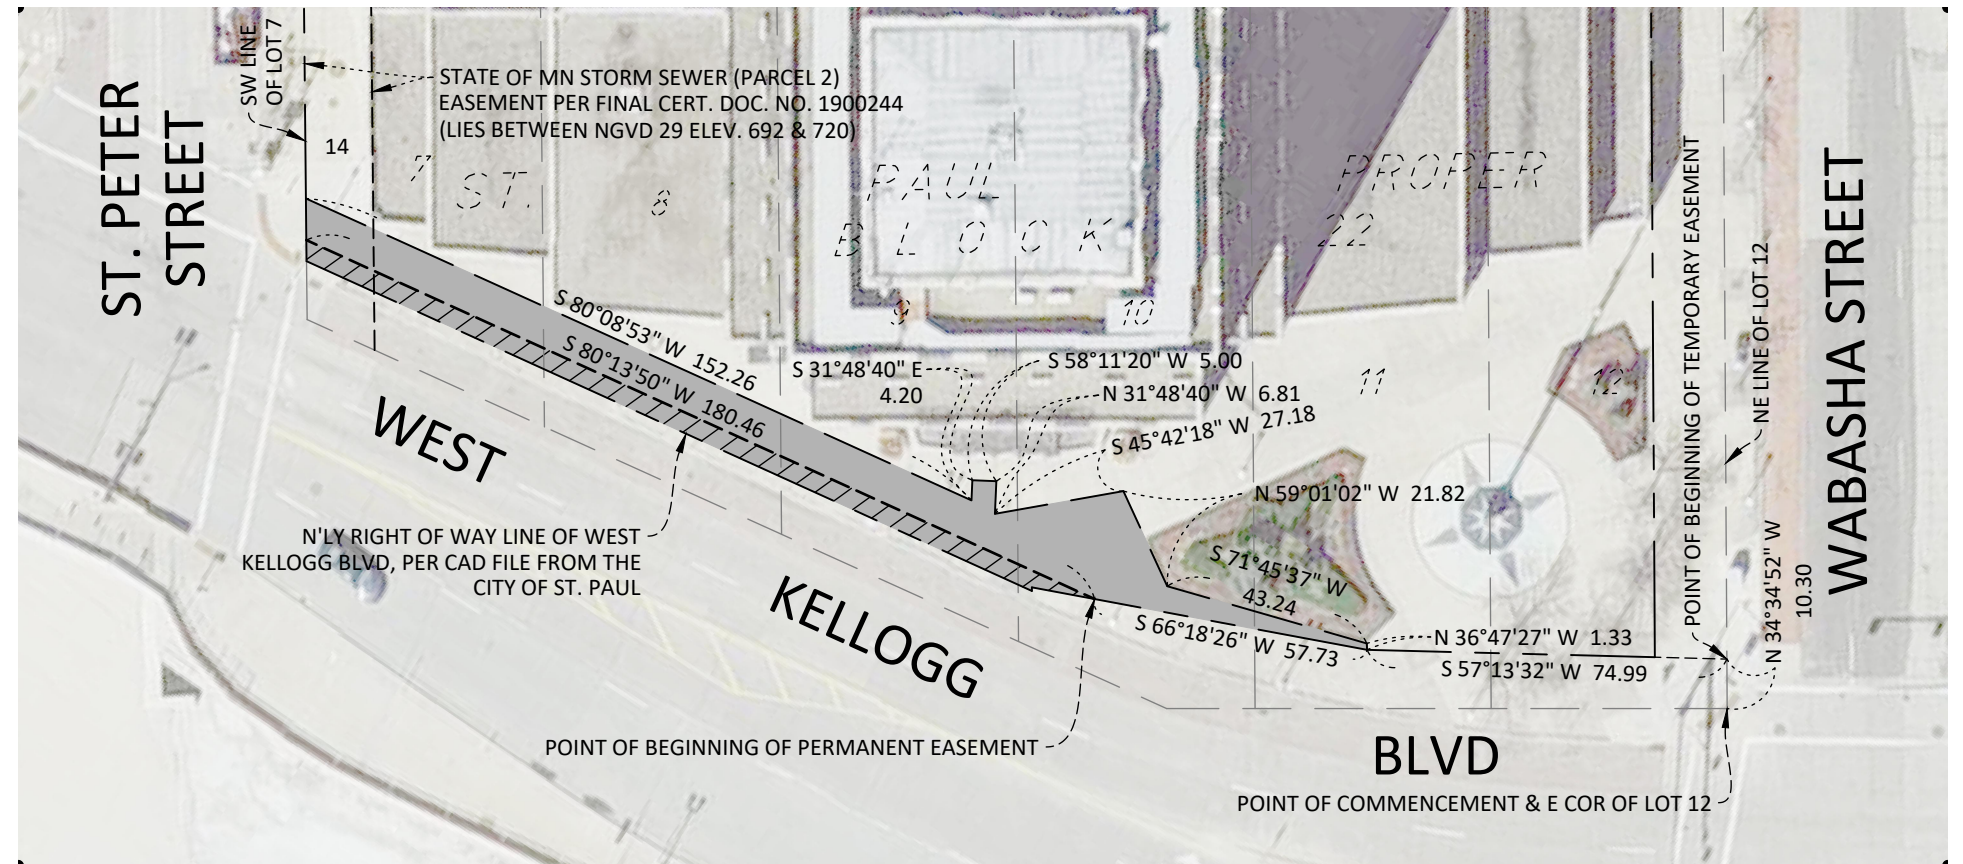 SW LINE
OF LOT 7
ST. PETER
STREET
14
STATE OF MN STORM SEWER (PARCEL 2)
EASEMENT PER FINAL CERT. DOC. NO. 1900244
(LIES BETWEEN NGVD 29 ELEV. 692 & 720)
7
ST.
8
PAUL
PROPER
BLOCK
22
9
10
11
12
S 80°08'53" W 152.26
S 80°13'50" W 180.46
S 31°48'40" E
4.20
S 58°11'20" W 5.00
N 31°48'40" W 6.81
S 45°42'18" W 27.18
N 59°01'02" W 21.82
S 71°45'37" W
43.24
S 66°18'26" W 57.73
N 36°47'27" W 1.33
S 57°13'32" W 74.99
POINT OF BEGINNING OF TEMPORARY EASEMENT
NE LINE OF LOT 12
N 34°34'52" W
10.30
WABASHA STREET
WEST
KELLOGG
BLVD
N'LY RIGHT OF WAY LINE OF WEST
KELLOGG BLVD, PER CAD FILE FROM THE
CITY OF ST. PAUL
POINT OF BEGINNING OF PERMANENT EASEMENT
POINT OF COMMENCEMENT & E COR OF LOT 12